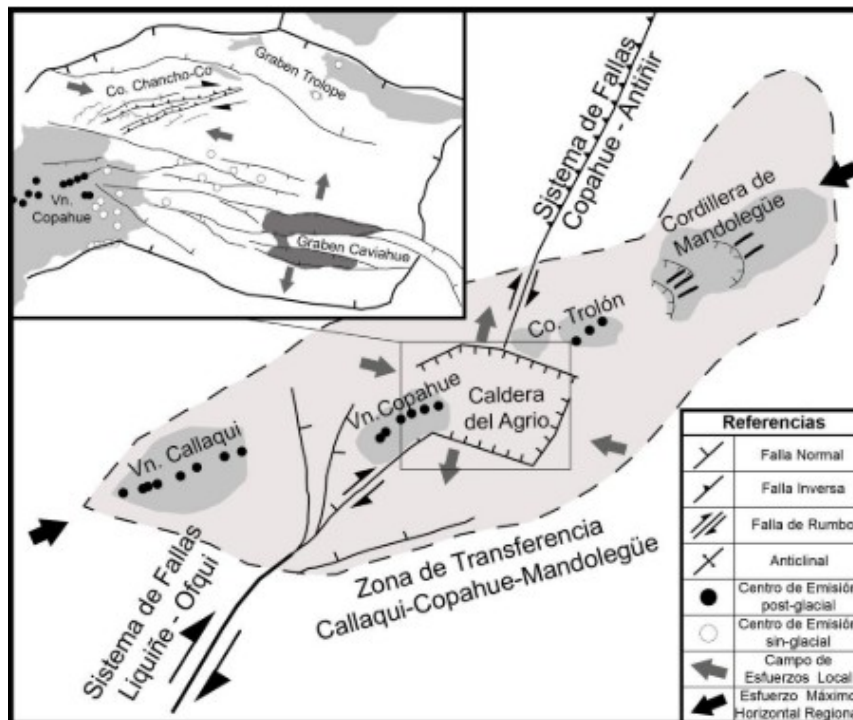 Co. Chancho-Co
Graben Trolope
Vn.
Copahue
Graben Caviahue
Sistema de Fallas
Copahue - Antiñir
Cordillera de
Mandolegüe
Co. Trolón
Vn.Copahue
Caldera
del Agrio
Vn. Callaqui
Zona de Transferencia
Callaqui-Copahue-Mandolegüe
Sistema de Fallas
Liquiñe - Ofqui
Referencias
Falla Normal
Falla Inversa
Falla de Rumbo
Anticlinal
Centro de Emisión
post-glacial
Centro de Emisión
sin-glacial
Campo de
Esfuerzos Local
Esfuerzo Máximo
Horizontal Regional